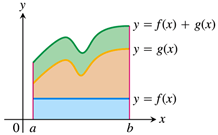 y
y = f(x) + g(x)
y = g(x)
y = f(x)
x
0 a b